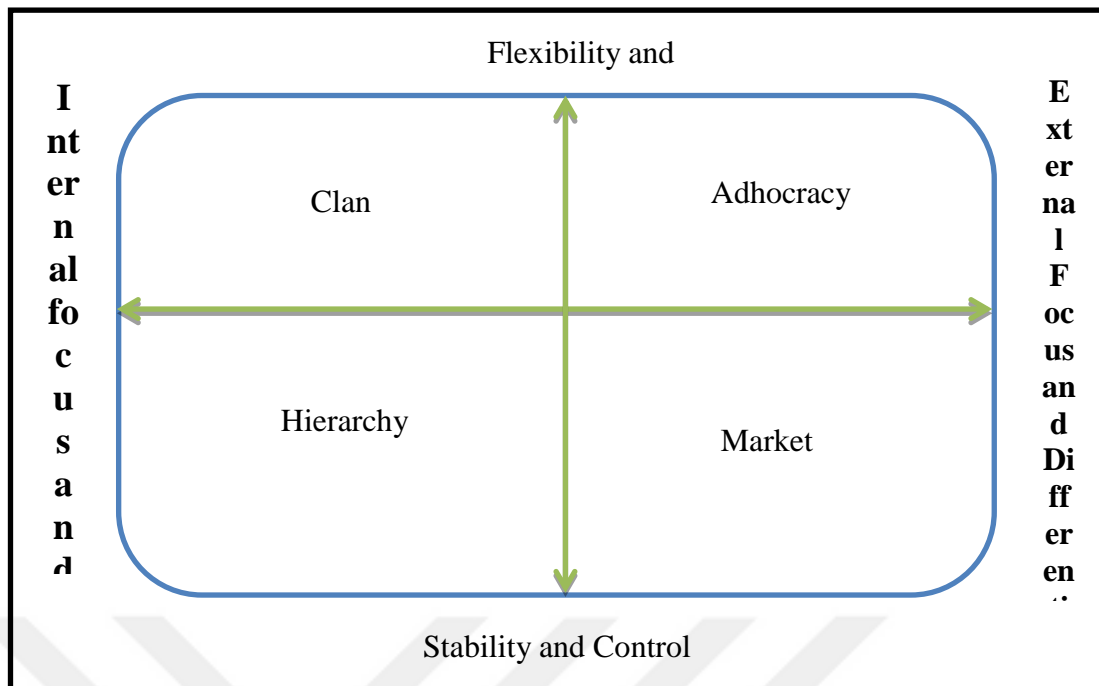 Flexibility and
I
nt
er
n
al
fo
c
u
s
a
n
d
E
xt
er
na
l
F
oc
us
an
d
Di
ff
er
en
Clan
Adhocracy
Hierarchy
Market
Stability and Control